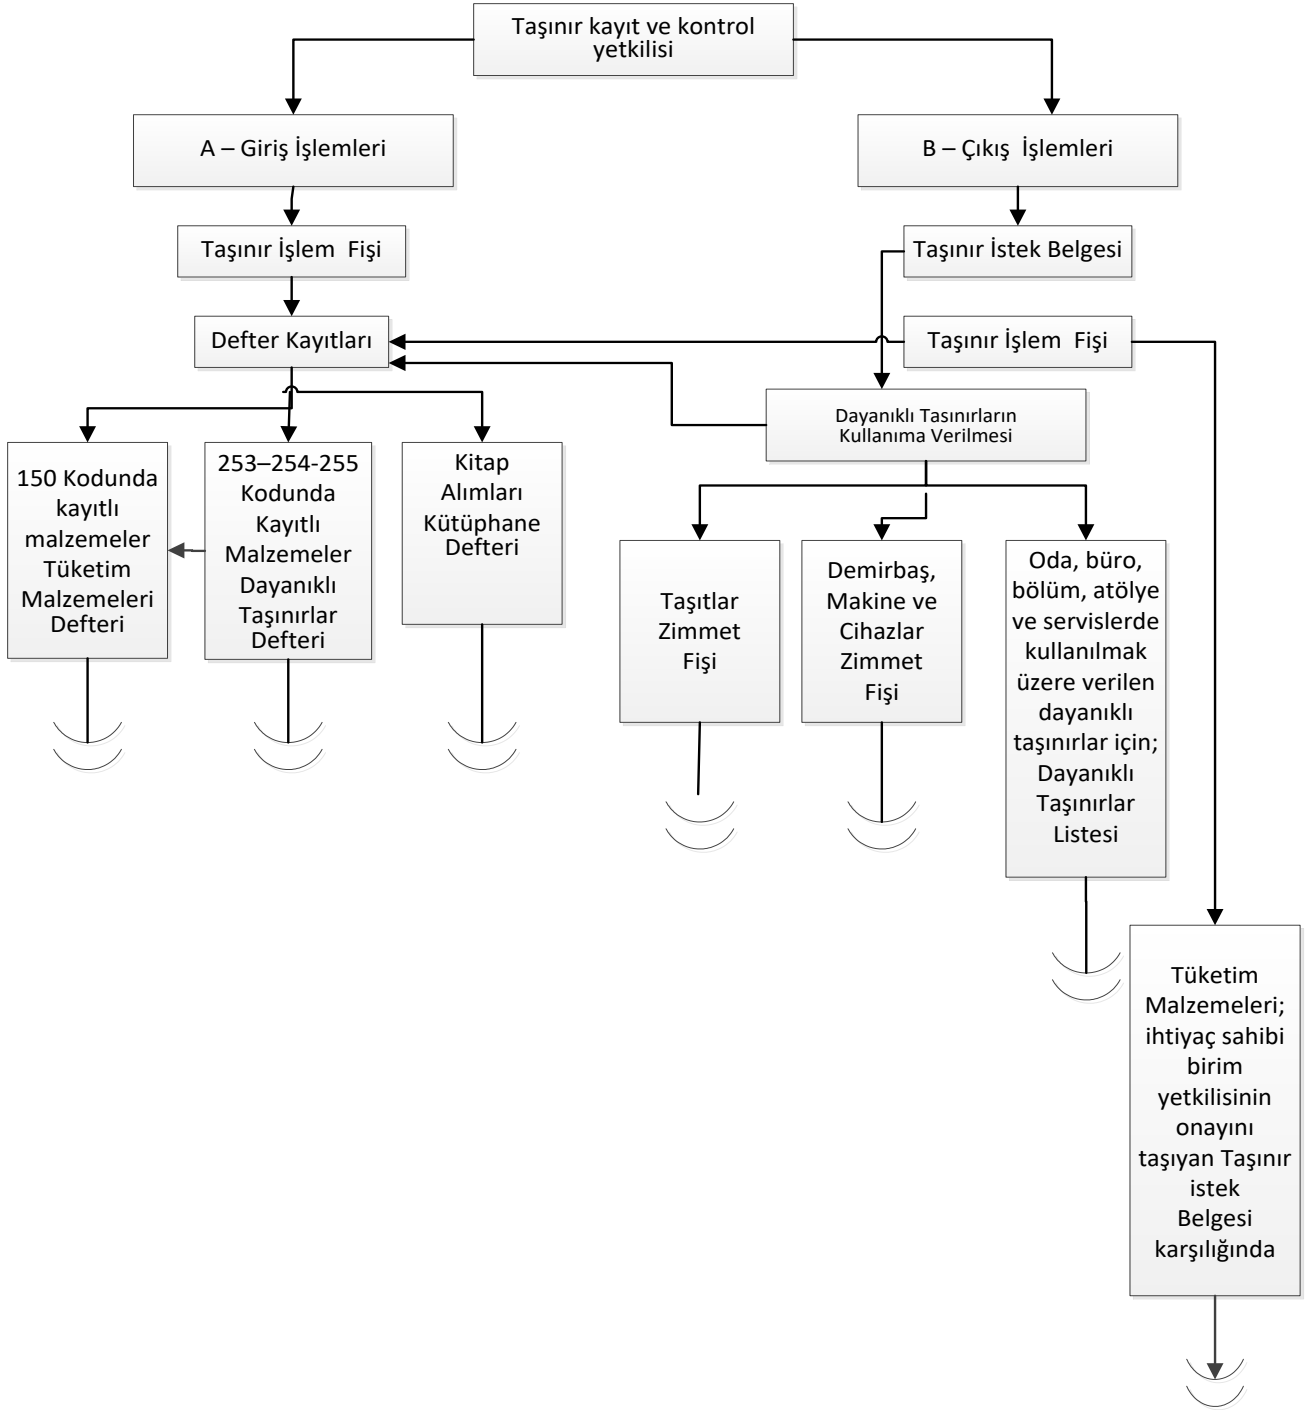 Taşınır kayıt ve kontrol
yetkilisi
A – Giriş İşlemleri
B – Çıkış  İşlemleri
Taşınır İşlem  Fişi
Taşınır İstek Belgesi
Defter Kayıtları
Taşınır İşlem  Fişi
Dayanıklı Tasınırların
Kullanıma Verilmesi
150 Kodunda
kayıtlı
malzemeler
Tüketim
Malzemeleri
Defteri
253–254-255
Kodunda
Kayıtlı
Malzemeler
Dayanıklı
Taşınırlar
Defteri
Kitap
Alımları
Kütüphane
Defteri
Taşıtlar
Zimmet
Fişi
Demirbaş,
Makine ve
Cihazlar
Zimmet
Fişi
Oda, büro,
bölüm, atölye
ve servislerde
kullanılmak
üzere verilen
dayanıklı
taşınırlar için;
Dayanıklı
Taşınırlar
Listesi
Tüketim
Malzemeleri;
ihtiyaç sahibi
birim
yetkilisinin
onayını
taşıyan Taşınır
istek
Belgesi
karşılığında